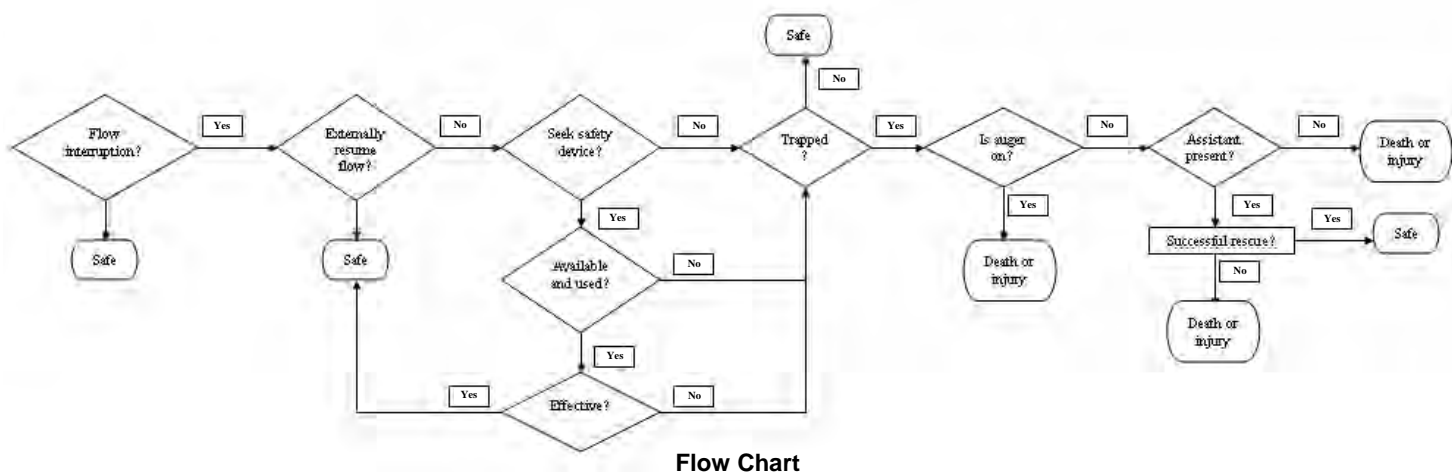 Safe
No
Flow
interruption?
Yes
Externally
resume
flow?
No
Seek safety
device?
No
Trapped
?
Yes
Is auger
on?
No
Assistant
present?
No
Death or
injury
Safe
Safe
Yes
Available
and used?
No
Yes
Death or
injury
Yes
Successful rescue?
Yes
Safe
No
Death or
injury
Yes
Yes
Effective?
No
Flow Chart